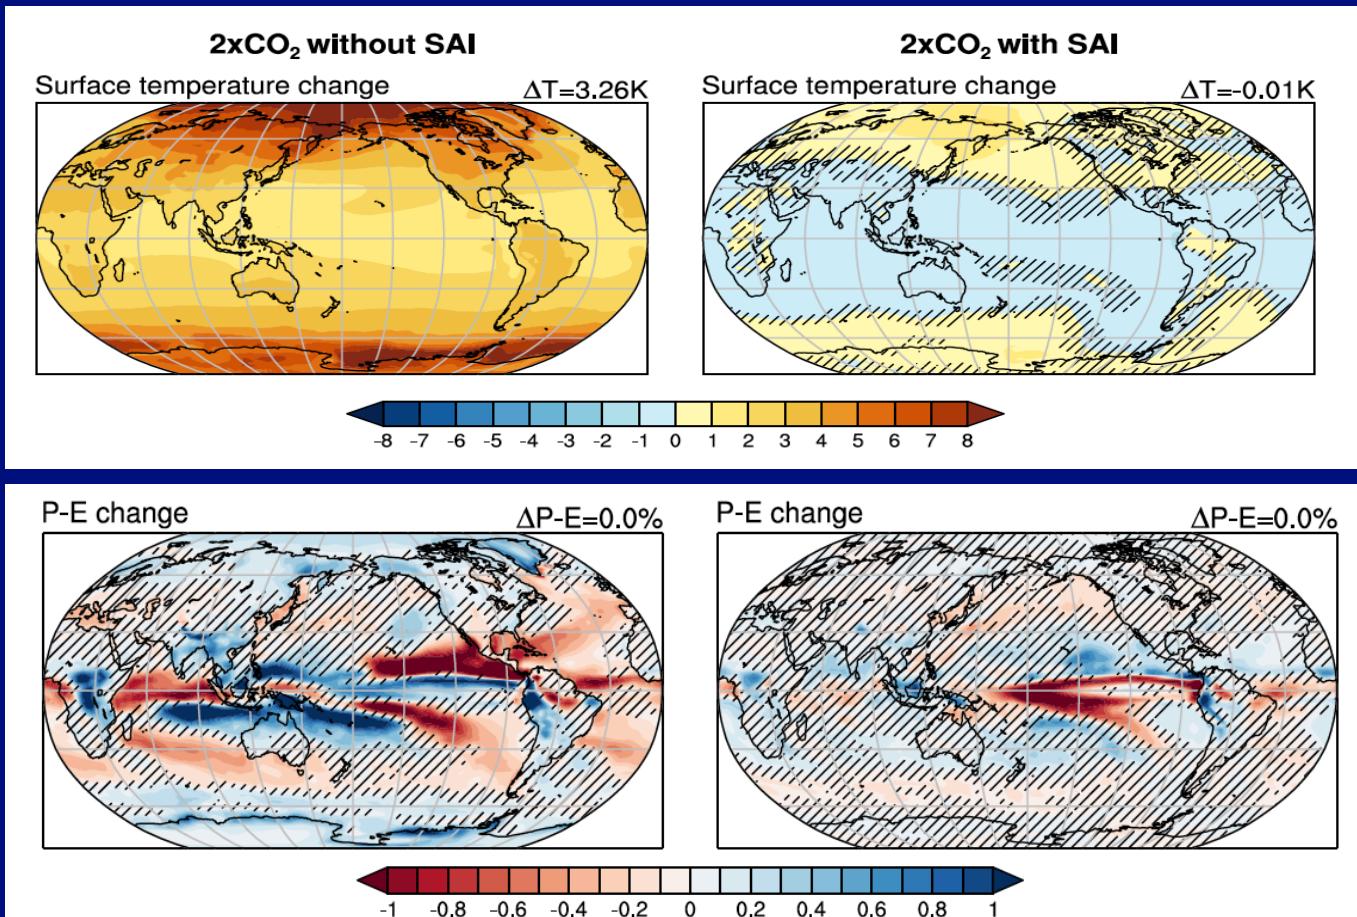 2xCO₂ without SAI
2xCO₂ with SAI
Surface temperature change ΔT=3.26K
Surface temperature change ΔT=-0.01K
-8 -7 -6 -5 -4 -3 -2 -1 0 1 2 3 4 5 6 7 8
P-E change ΔP-E=0.0%
P-E change ΔP-E=0.0%
-1 -0.8 -0.6 -0.4 -0.2 0 0.2 0.4 0.6 0.8 1